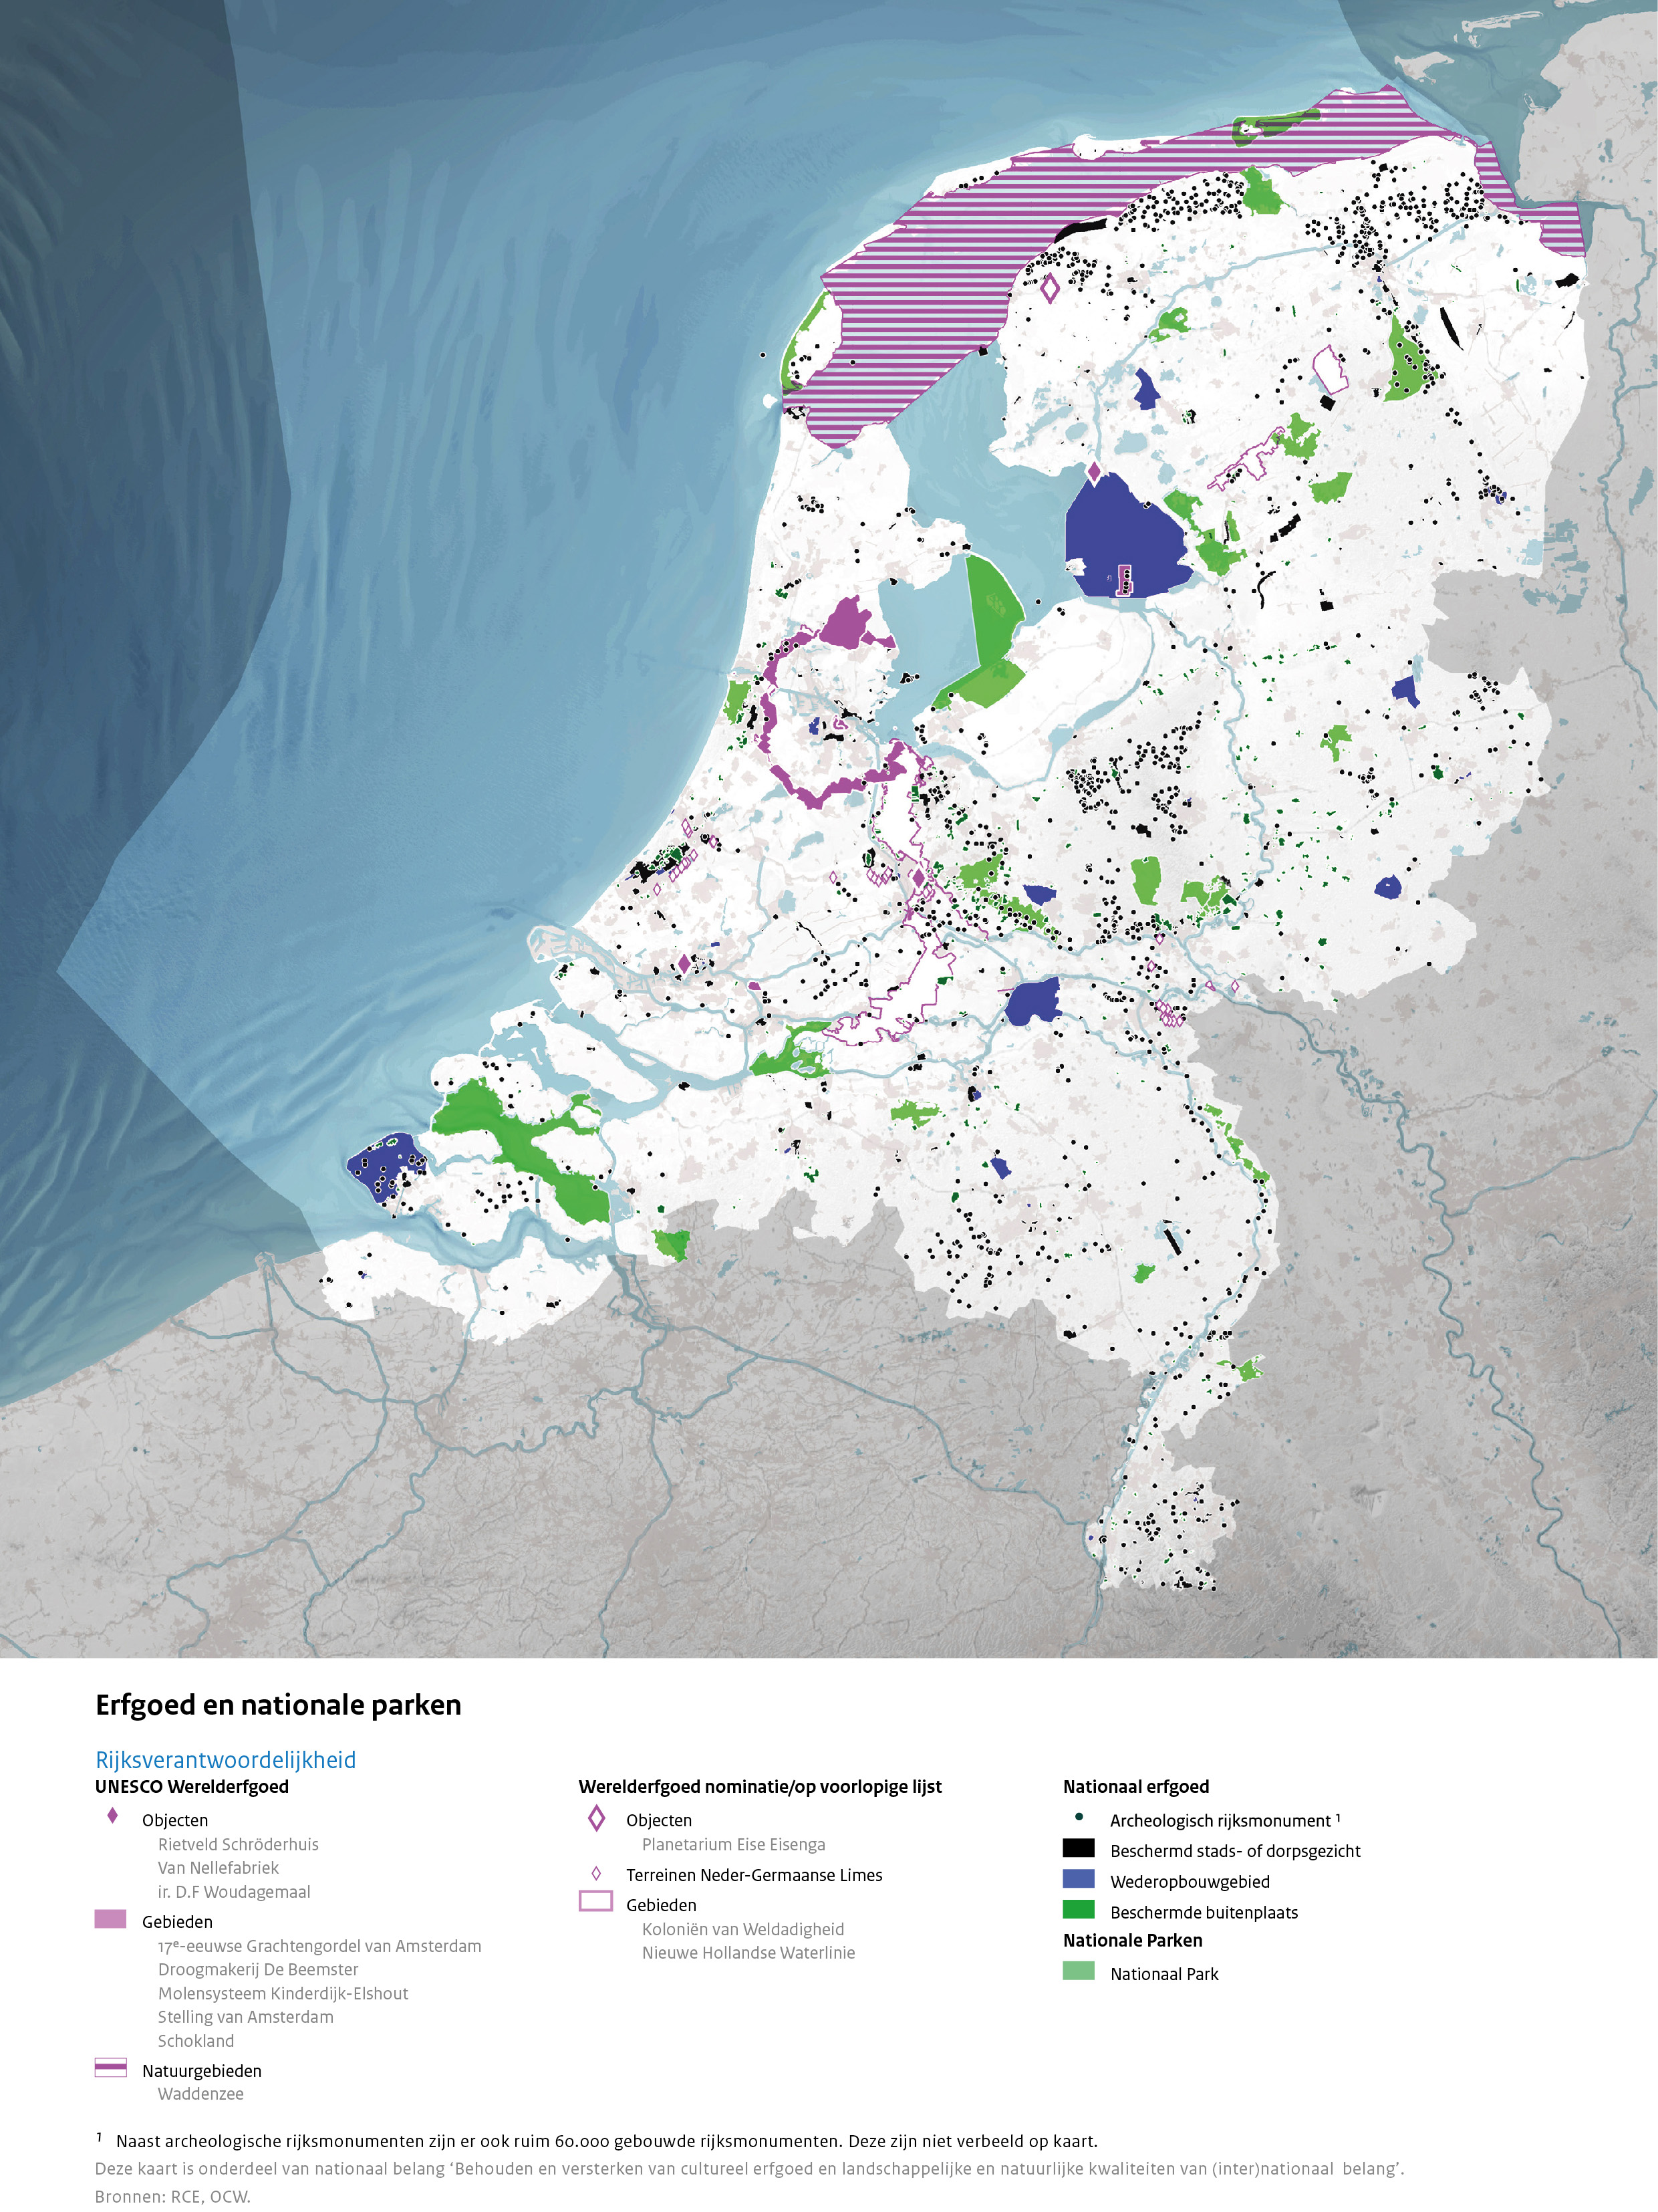 Erfgoed en nationale parken
Rijksverantwoordelijkheid
UNESCO Werelderfgoed
Objecten
Rietveld Schröderhuis
Van Nellefabriek
ir. D.F Woudagemaal
Gebieden
17ᵉ-eeuwse Grachtengordel van Amsterdam
Droogmakerij De Beemster
Molensysteem Kinderdijk-Elshout
Stelling van Amsterdam
Schokland
Natuurgebieden
Waddenzee
Werelderfgoed nominatie/op voorlopige lijst
Objecten
Planetarium Eise Eisenga
Terreinen Neder-Germaanse Limes
Gebieden
Koloniën van Weldadigheid
Nieuwe Hollandse Waterlinie
Nationaal erfgoed
Archeologisch rijksmonument ¹
Beschermd stads- of dorpsgezicht
Wederopbouwgebied
Beschermde buitenplaats
Nationale Parken
Nationaal Park
¹ Naast archeologische rijksmonumenten zijn er ook ruim 60.000 gebouwde rijksmonumenten. Deze zijn niet verbeeld op kaart.
Deze kaart is onderdeel van nationaal belang ‘Behouden en versterken van cultureel erfgoed en landschappelijke en natuurlijke kwaliteiten van (inter)nationaal belang’.
Bronnen: RCE, OCW.